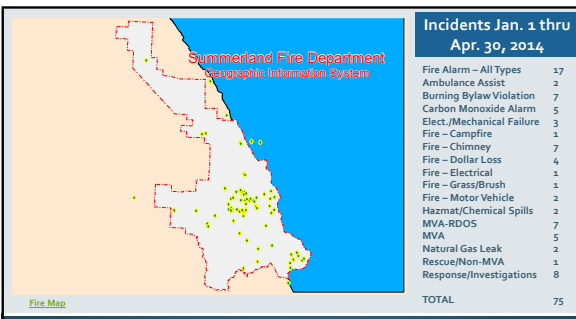 Summerland Fire Department
Geographic Information System
Fire Map
Incidents Jan. 1 thru
Apr. 30, 2014
Fire Alarm – All Types 17
Ambulance Assist 2
Burning Bylaw Violation 7
Carbon Monoxide Alarm 5
Elect./Mechanical Failure 3
Fire – Campfire 1
Fire – Chimney 7
Fire – Dollar Loss 4
Fire – Electrical 1
Fire – Grass/Brush 1
Fire – Motor Vehicle 2
Hazmat/Chemical Spills 2
MVA-RDOS 7
MVA 5
Natural Gas Leak 2
Rescue/Non-MVA 1
Response/Investigations 8
TOTAL 75